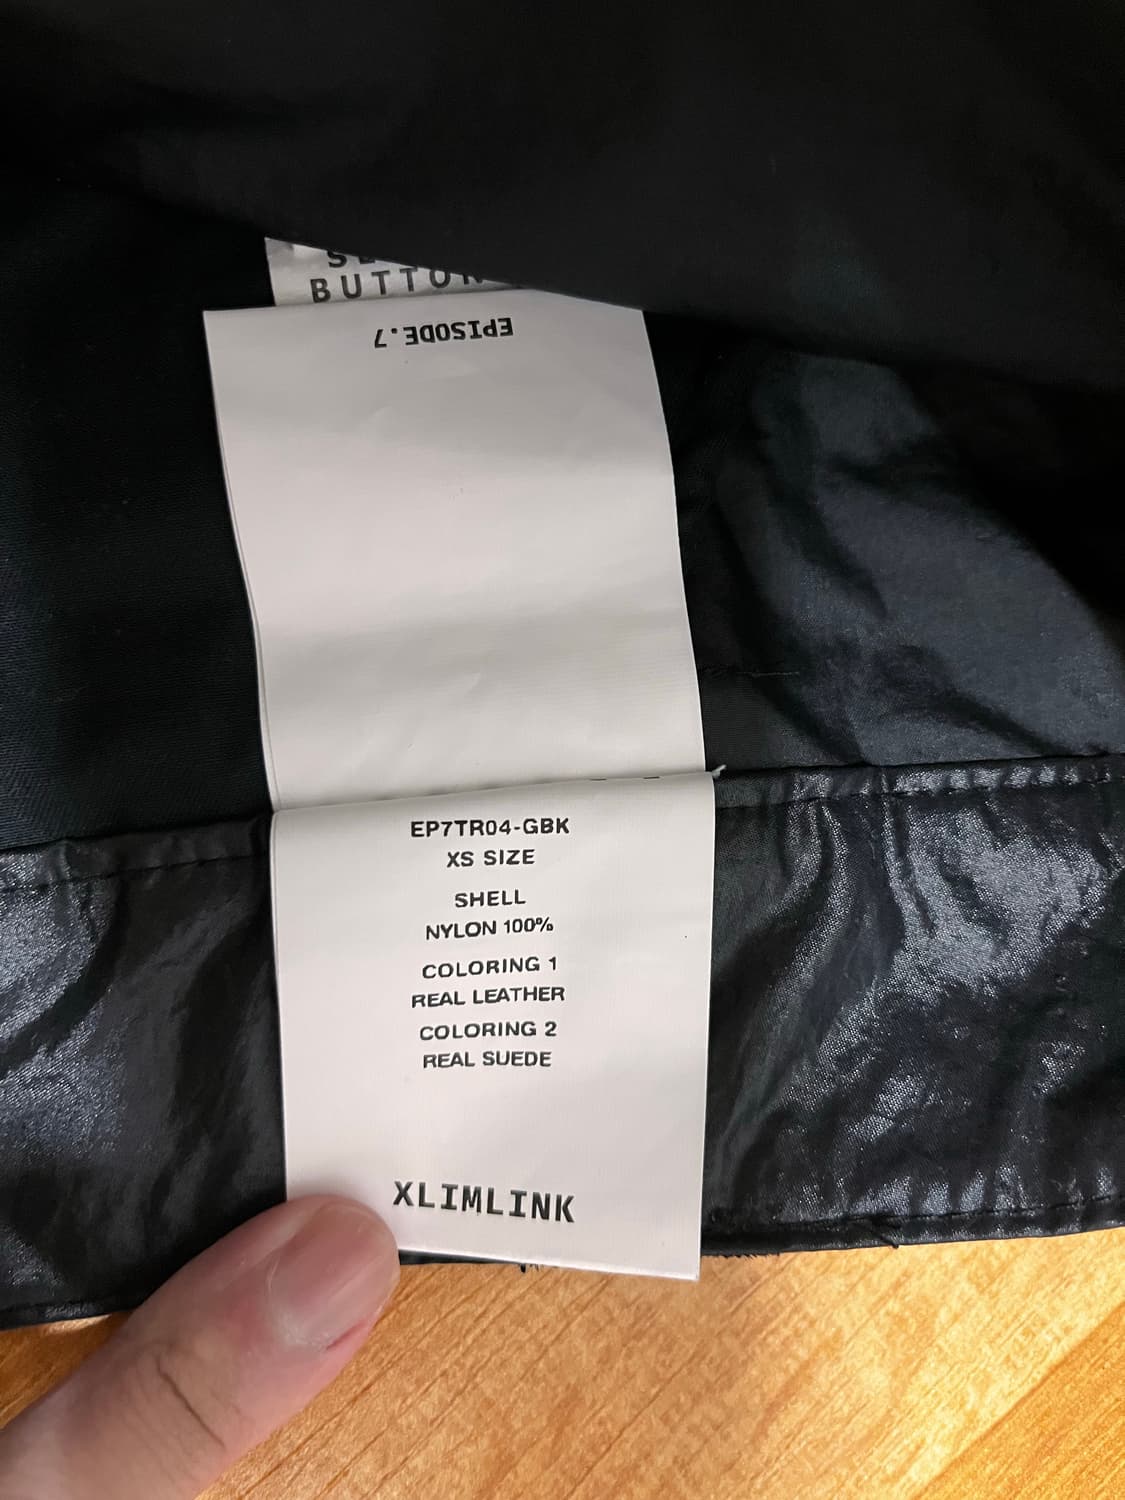 BUTTON
EPISODE.7
EP7TR04-GBK
XS SIZE
SHELL
NYLON 100%
COLORING 1
REAL LEATHER
COLORING 2
REAL SUEDE
XLIMLINK